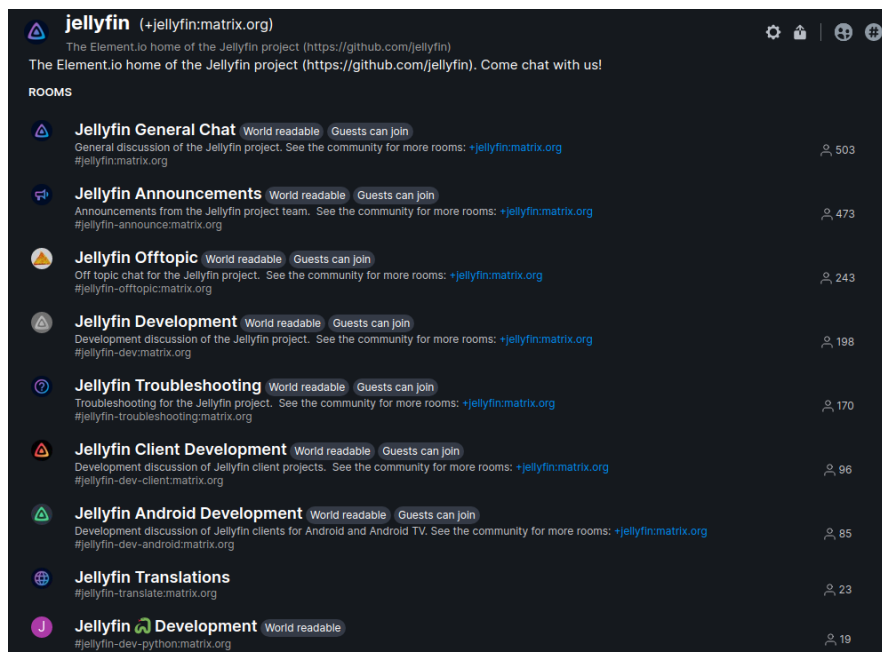 jellyfin (+jellyfin:matrix.org)
The Element.io home of the Jellyfin project (https://github.com/jellyfin)
The Element.io home of the Jellyfin project (https://github.com/jellyfin). Come chat with us!
ROOMS
Jellyfin General Chat World readable Guests can join
General discussion of the Jellyfin project. See the community for more rooms: +jellyfin:matrix.org
503
#jellyfin:matrix.org
Jellyfin Announcements World readable Guests can join
Announcements from the Jellyfin project team.  See the community for more rooms: +jellyfin:matrix.org
473
#jellyfin-announce:matrix.org
Jellyfin Offtopic World readable Guests can join
Off topic chat for the Jellyfin project.  See the community for more rooms: +jellyfin:matrix.org
243
#jellyfin-offtopic:matrix.org
Jellyfin Development World readable Guests can join
Development discussion of the Jellyfin project.  See the community for more rooms: +jellyfin:matrix.org
198
#jellyfin-dev:matrix.org
Jellyfin Troubleshooting World readable Guests can join
Troubleshooting for the Jellyfin project.  See the community for more rooms: +jellyfin:matrix.org
170
#jellyfin-troubleshooting:matrix.org
Jellyfin Client Development World readable Guests can join
Development discussion of Jellyfin client projects.  See the community for more rooms: +jellyfin:matrix.org
96
#jellyfin-dev-client:matrix.org
Jellyfin Android Development World readable Guests can join
Development discussion of Jellyfin clients for Android and Android TV. See the community for more rooms: +jellyfin:matrix.org
85
#jellyfin-dev-android:matrix.org
Jellyfin Translations
#jellyfin-translate:matrix.org
23
J
Jellyfin 🐍 Development World readable
#jellyfin-dev-python:matrix.org
19